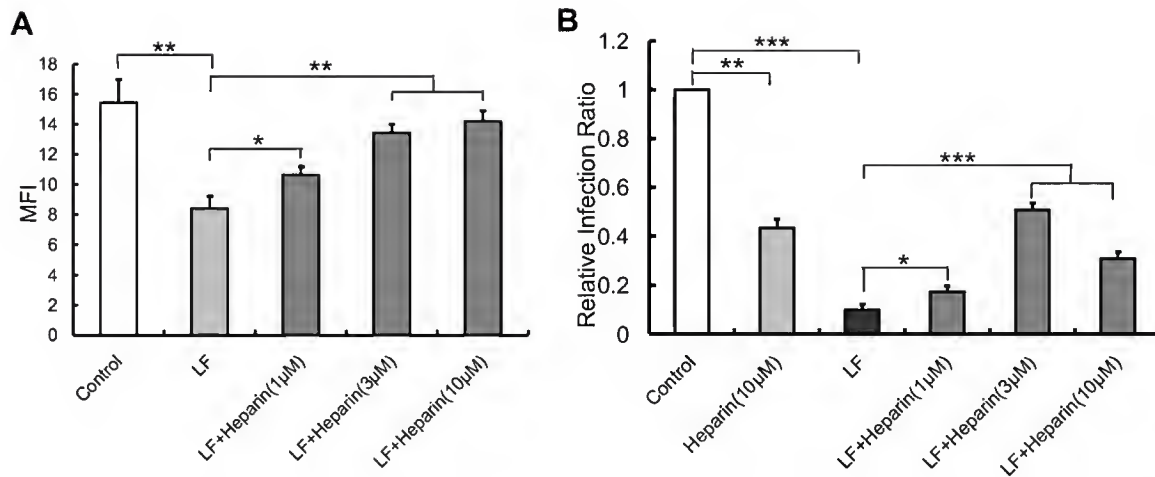 A
MFI
18
16
14
12
10
8
6
4
2
0
**
**
*
Control
LF
LF+Heparin(1μM)
LF+Heparin(3μM)
LF+Heparin(10μM)
B
Relative Infection Ratio
1.2
1
0.8
0.6
0.4
0.2
0
***
**
***
*
Control
Heparin(10μM)
LF
LF+Heparin(1μM)
LF+Heparin(3μM)
LF+Heparin(10μM)